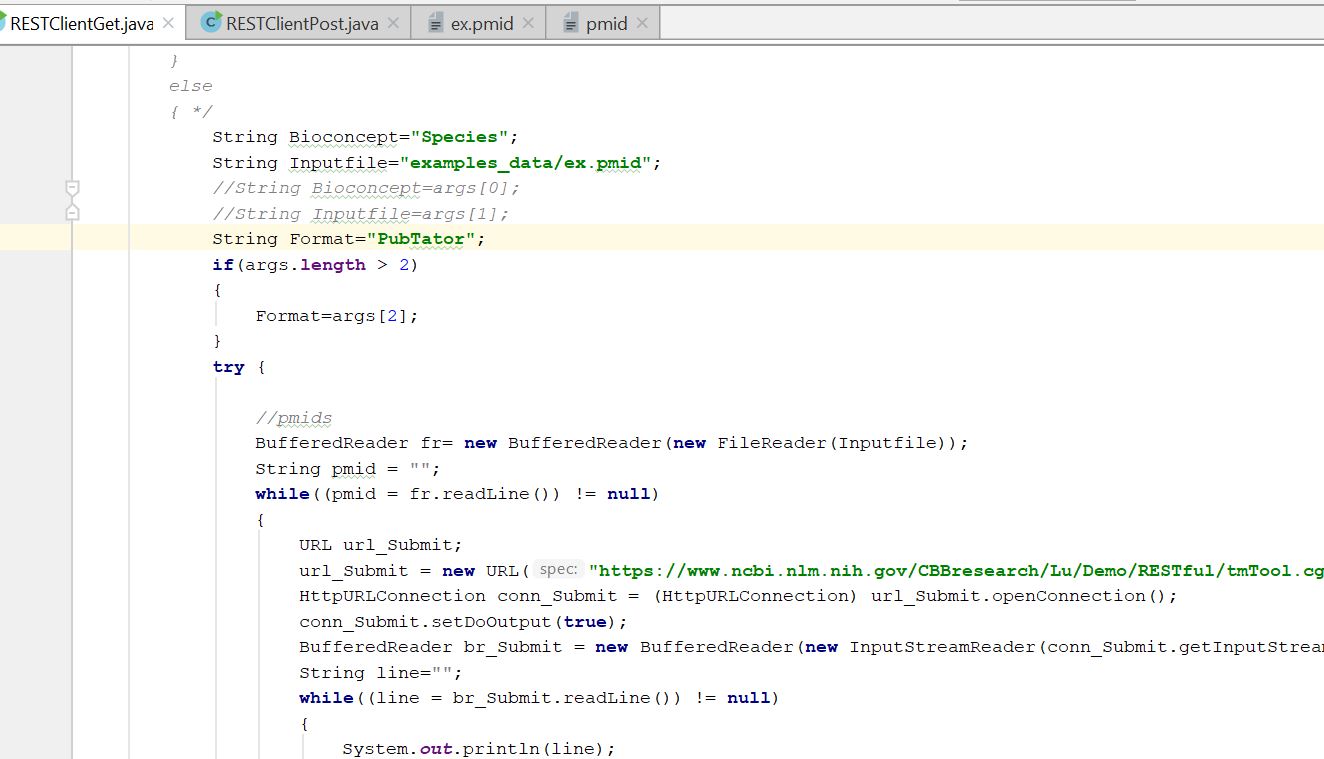 RESTClientGet.java × C RESTClientPost.java × ex.pmid × pmid ×
}
else
{ */
String Bioconcept="Species";
String Inputfile="examples_data/ex.pmid";
//String Bioconcept=args[0];
//String Inputfile=args[1];
String Format="PubTator";
if(args.length > 2)
{
Format=args[2];
}
try {
//pmids
BufferedReader fr= new BufferedReader(new FileReader(Inputfile));
String pmid = "";
while((pmid = fr.readLine()) != null)
{
URL url_Submit;
url_Submit = new URL( spec: "https://www.ncbi.nlm.nih.gov/CBBresearch/Lu/Demo/RESTful/tmTool.cg
HttpURLConnection conn_Submit = (HttpURLConnection) url_Submit.openConnection();
conn_Submit.setDoOutput(true);
BufferedReader br_Submit = new BufferedReader(new InputStreamReader(conn_Submit.getInputStrea
String line="";
while((line = br_Submit.readLine()) != null)
{
System.out.println(line);